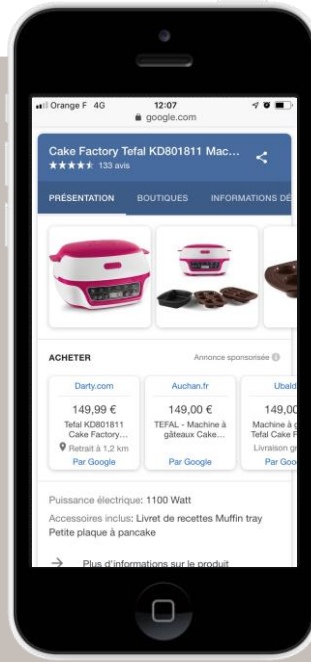 Orange F 4G 12:07
google.com
Cake Factory Tefal KD801811 Mac...
133 avis
PRÉSENTATION BOUTIQUES INFORMATIONS DÉ
ACHETER Annonce sponsorisée
Darty.com
149,99 €
Tefal KD801811
Cake Factory...
Retrait à 1,2 km
Par Google
Auchan.fr
149,00 €
TEFAL - Machine à
gâteaux Cake...
Par Google
Ubald
149,00
Machine à g
Tefal Cake F
Livraison gr
Par Goo
Puissance électrique: 1100 Watt
Accessoires inclus: Livret de recettes Muffin tray
Petite plaque à pancake
Plus d'informations sur le produit